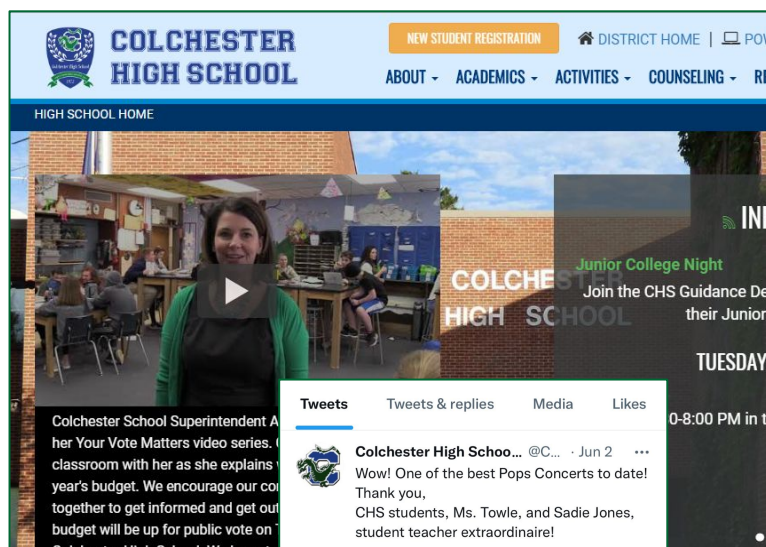 COLCHESTER
HIGH SCHOOL
NEW STUDENT REGISTRATION
DISTRICT HOME | POW
ABOUT ACADEMICS ACTIVITIES COUNSELING
HIGH SCHOOL HOME
COLCHESTER
HIGH SCHOOL
Junior College Night
Join the CHS Guidance
their Junior
TUESDAY
0-8:00 PM in
Colchester School Superintendent A
her Your Vote Matters video series.
classroom with her as she explains
year's budget. We encourage our
together to get informed and get out
budget will be up for public vote on
Tweets Tweets & replies Media Likes
Colchester High Schoo... @C... · Jun 2 ...
Wow! One of the best Pops Concerts to date!
Thank you,
CHS students, Ms. Towle, and Sadie Jones,
student teacher extraordinaire!